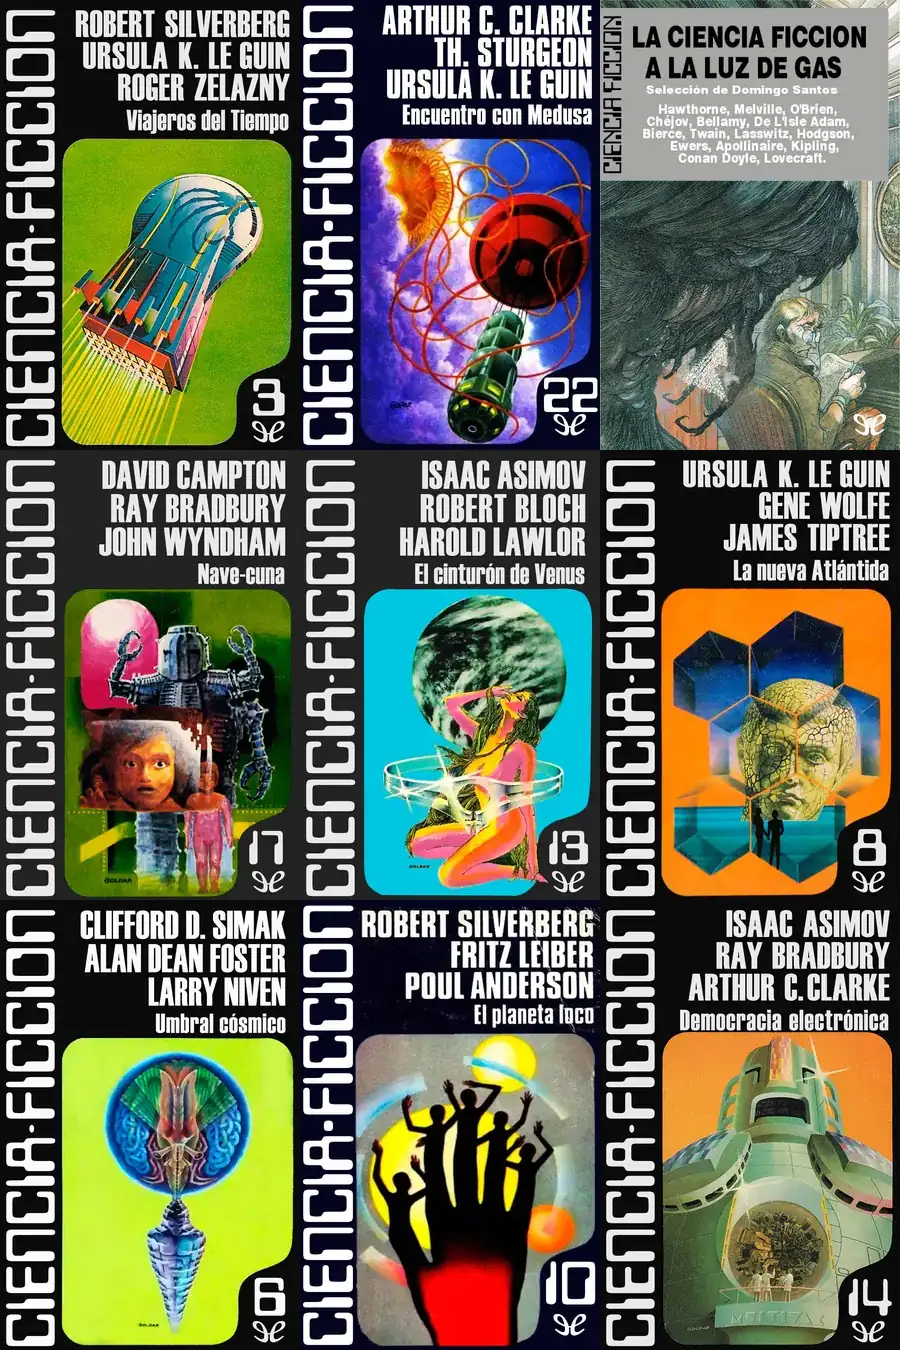 CIENCIA-FICCION
ROBERT SILVERBERG
URSULA K. LE GUIN
ROGER ZELAZNY
Viajeros del Tiempo
3
CIENCIA-FICCION
ARTHUR C. CLARKE
TH. STURGEON
URSULA K. LE GUIN
Encuentro con Medusa
GOLDAR
22
CIENCIA FICCION
LA CIENCIA FICCION
A LA LUZ DE GAS
Selección de Domingo Santos
Hawthorne, Melville, O'Brien,
Chéjov, Bellamy, De L'Isle Adam,
Bierce, Twain, Lasswitz, Hodgson,
Ewers, Apollinaire, Kipling,
Conan Doyle, Lovecraft.
CIENCIA-FICCION
DAVID CAMPTON
RAY BRADBURY
JOHN WYNDHAM
Nave-cuna
GOLDAR
17
CIENCIA-FICCION
ISAAC ASIMOV
ROBERT BLOCH
HAROLD LAWLOR
El cinturón de Venus
GOLDAR
13
CIENCIA-FICCION
URSULA K. LE GUIN
GENE WOLFE
JAMES TIPTREE
La nueva Atlántida
8
CIENCIA-FICCION
CLIFFORD D. SIMAK
ALAN DEAN FOSTER
LARRY NIVEN
Umbral cósmico
GOLDAR
6
CIENCIA-FICCION
ROBERT SILVERBERG
FRITZ LEIBER
POUL ANDERSON
El planeta loco
10
CIENCIA-FICCION
ISAAC ASIMOV
RAY BRADBURY
ARTHUR C. CLARKE
Democracia electrónica
GOLDAR
14